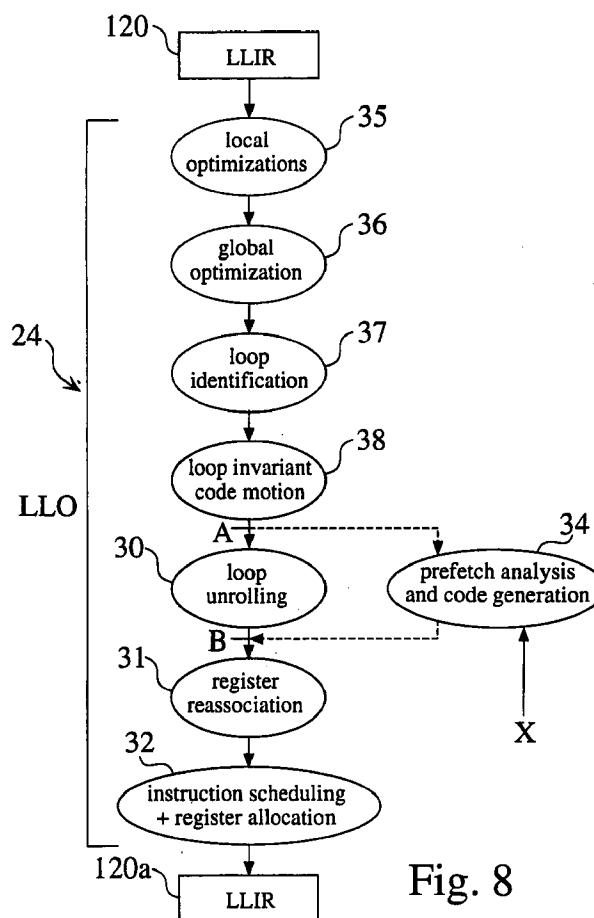 120
LLIR
35
local
optimizations
36
global
optimization
24
37
loop
identification
38
loop invariant
code motion
LLO
A
34
30
loop
unrolling
prefetch analysis
and code generation
B
31
register
reassociation
X
32
instruction scheduling
+ register allocation
120a
LLIR
Fig. 8